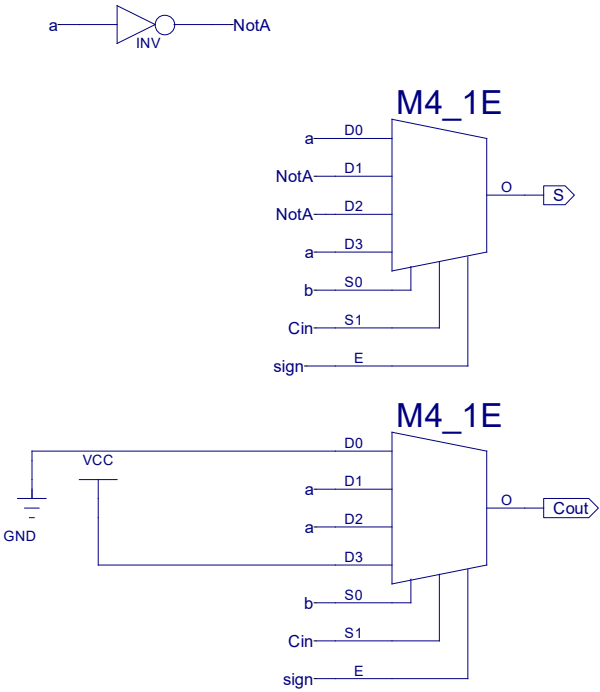 a
INV
NotA
M4_1E
a D0
NotA D1
NotA D2
a D3
b S0
Cin S1
sign E
O
S
M4_1E
D0
VCC
GND
a D1
a D2
D3
b S0
Cin S1
sign E
O
Cout